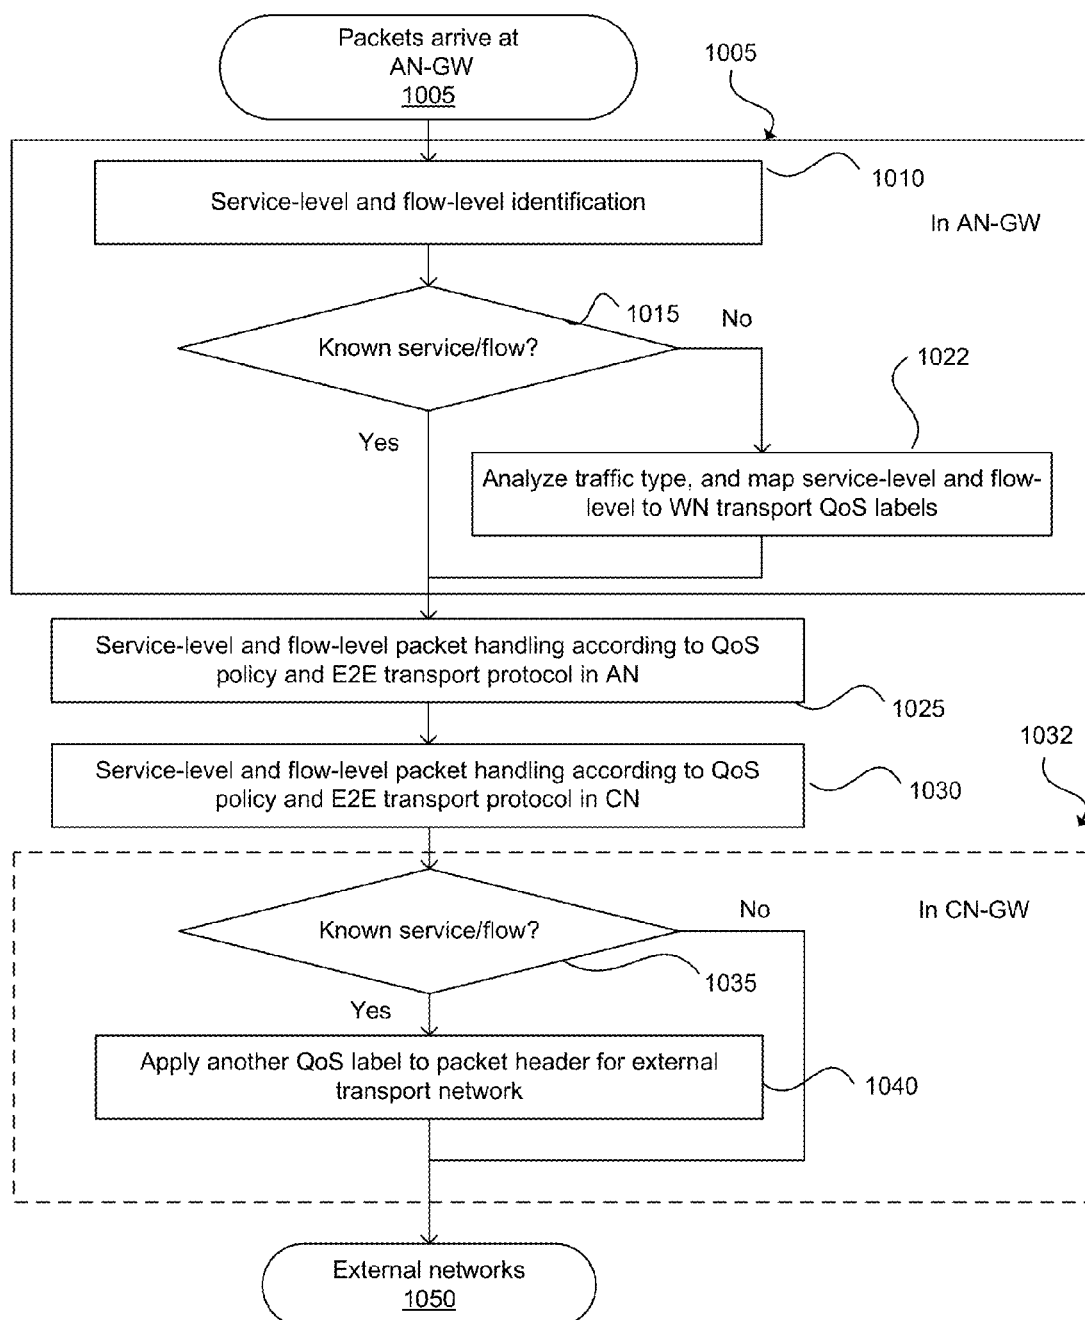 Packets arrive at
AN-GW
1005
1005
Service-level and flow-level identification
1010
In AN-GW
1015
No
Known service/flow?
1022
Yes
Analyze traffic type, and map service-level and flow-
level to WN transport QoS labels
Service-level and flow-level packet handling according to QoS
policy and E2E transport protocol in AN
1025
1032
Service-level and flow-level packet handling according to QoS
policy and E2E transport protocol in CN
1030
No
In CN-GW
Known service/flow?
1035
Yes
Apply another QoS label to packet header for external
transport network
1040
External networks
1050